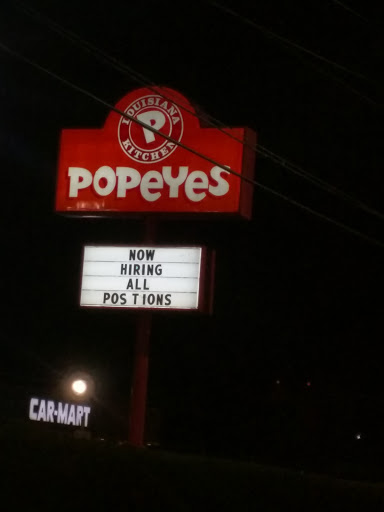 LOUISIANA
P
KITCHEN
POPEYES
NOW
HIRING
ALL
POS TIONS
CAR-MART